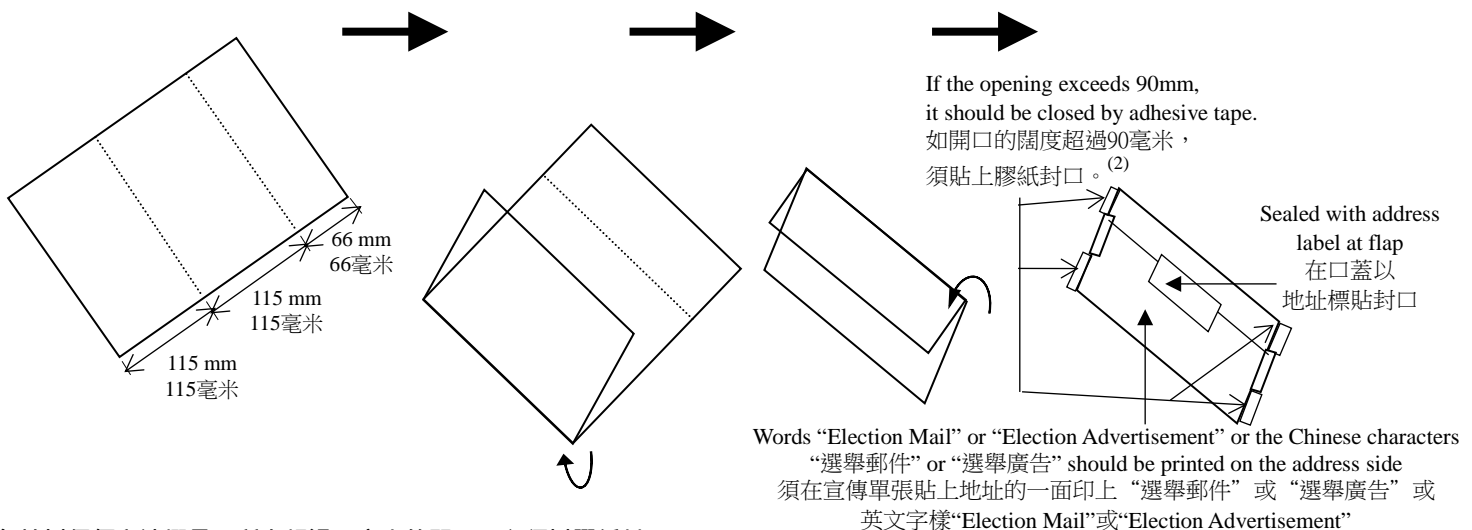 If the opening exceeds 90mm,
it should be closed by adhesive tape.
如開口的闊度超過90毫米，
須貼上膠紙封口。(2)
Sealed with address
label at flap
在口蓋以
地址標貼封口
66 mm
66毫米
115 mm
115毫米
115 mm
115毫米
Words “Election Mail” or “Election Advertisement” or the Chinese characters
“選舉郵件” or “選舉廣告” should be printed on the address side
須在宣傳單張貼上地址的一面印上“選舉郵件”或“選舉廣告”或
英文字樣“Election Mail”或“Election Advertisement”